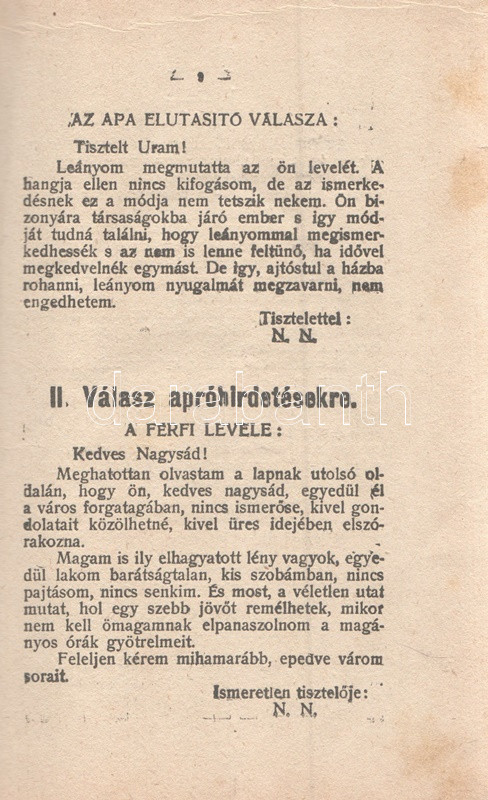 9
AZ APA ELUTASITÓ VÁLASZA :
Tisztelt Uram!
Leányom megmutatta az ön levelét. A
hangja ellen nincs kifogásom, de az ismerke-
désnek ez a módja nem tetszik nekem. Ön bi-
zonyára társaságokba járó ember s igy mód-
ját tudná találni, hogy leányommal megismer-
kedhessék s az nem is lenne feltünő, ha idővel
megkedvelnék egymást. De igy, ajtóstul a házba
rohanni, leányom nyugalmát megzavarni, nem
engedhetem.
Tisztelettel :
N. N.
II. Válasz apróhirdetésekre.
A FÉRFI LEVELE :
Kedves Nagysád!
Meghatottan olvastam a lapnak utolsó ol-
dalán, hogy ön, kedves nagysád, egyedül él
a város forgatagában, nincs ismerőse, kivel gon-
dolatait közölhetné, kivel üres idejében elszó-
rakozna.
Magam is ily elhagyatott lény vagyok, egye-
dül lakom barátságtalan, kis szobámban, nincs
pajtásom, nincs senkim. És most, a véletlen utat
mutat, hol egy szebb jövőt remélhetek, mikor
nem kell ömagamnak elpanaszolnom a magá-
nyos órák gyötrelmeit.
Feleljen kérem mihamarább, epedve várom
sorait.
Ismeretlen tisztelője :
N. N.
darabanth